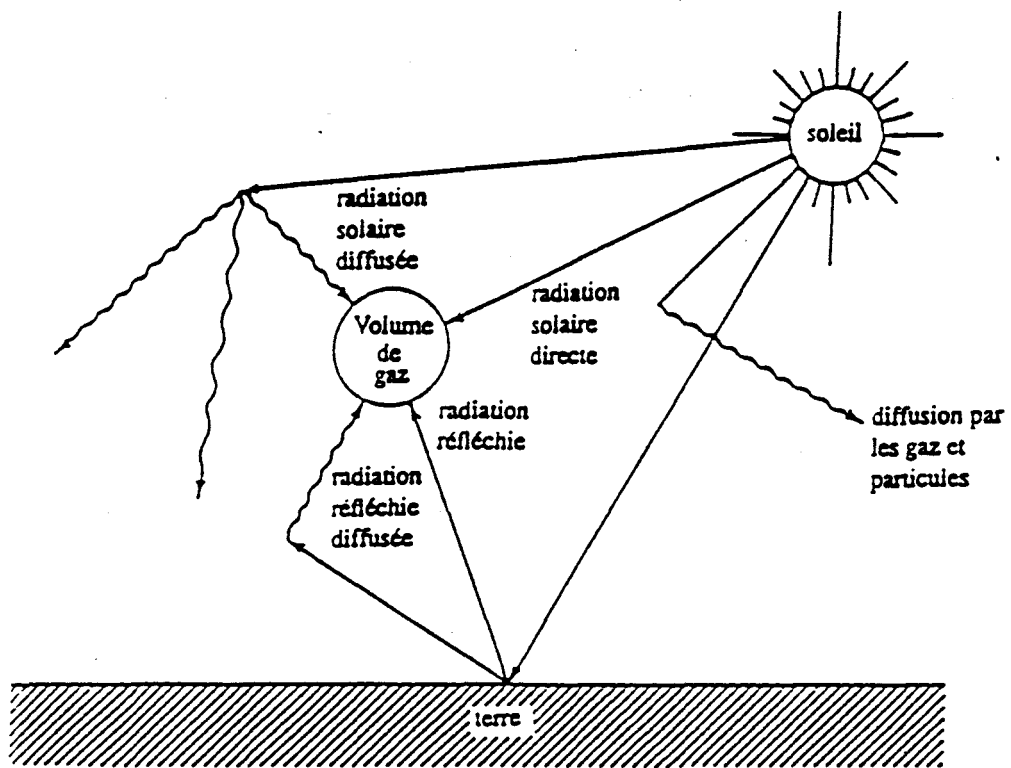 soleil
radiation
solaire
diffusée
radiation
solaire
directe
Volume
de
gaz
radiation
réfléchie
diffusion par
les gaz et
particules
radiation
réfléchie
diffusée
terre